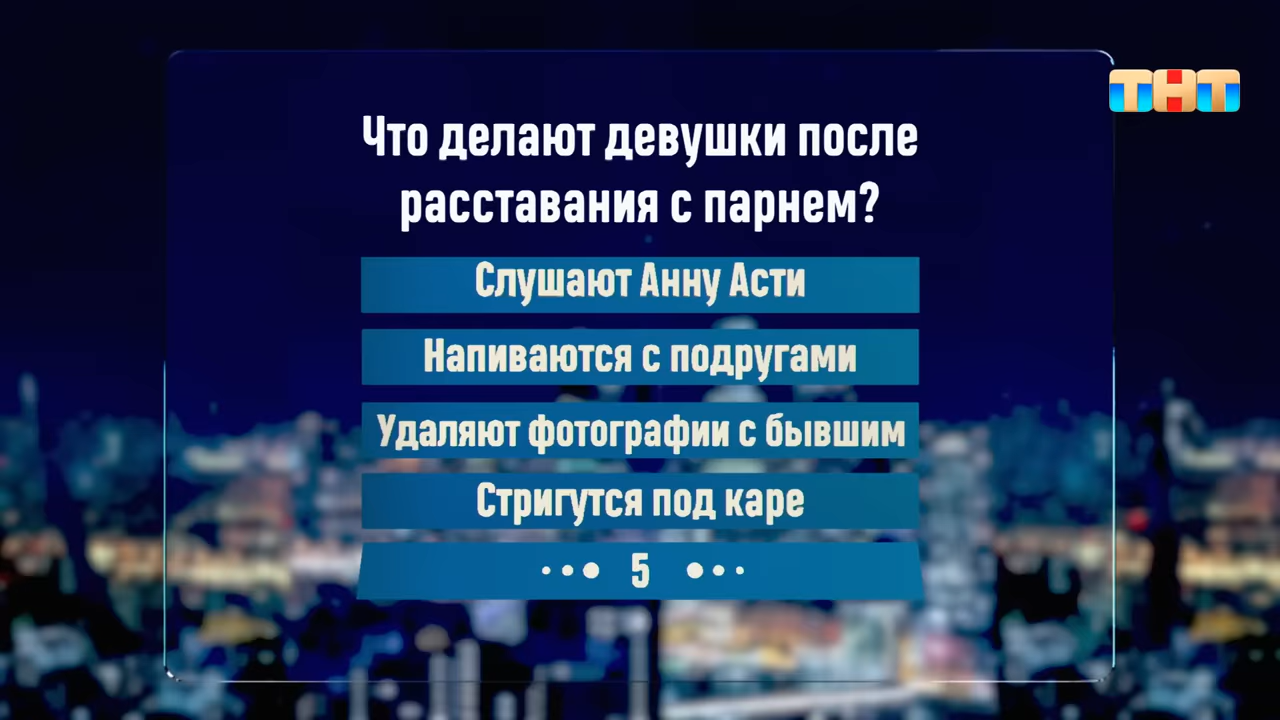 ТНТ
Что делают девушки после
расставания с парнем?
Слушают Анну Асти
Напиваются с подругами
Удаляют фотографии с бывшим
Стригутся под каре
5